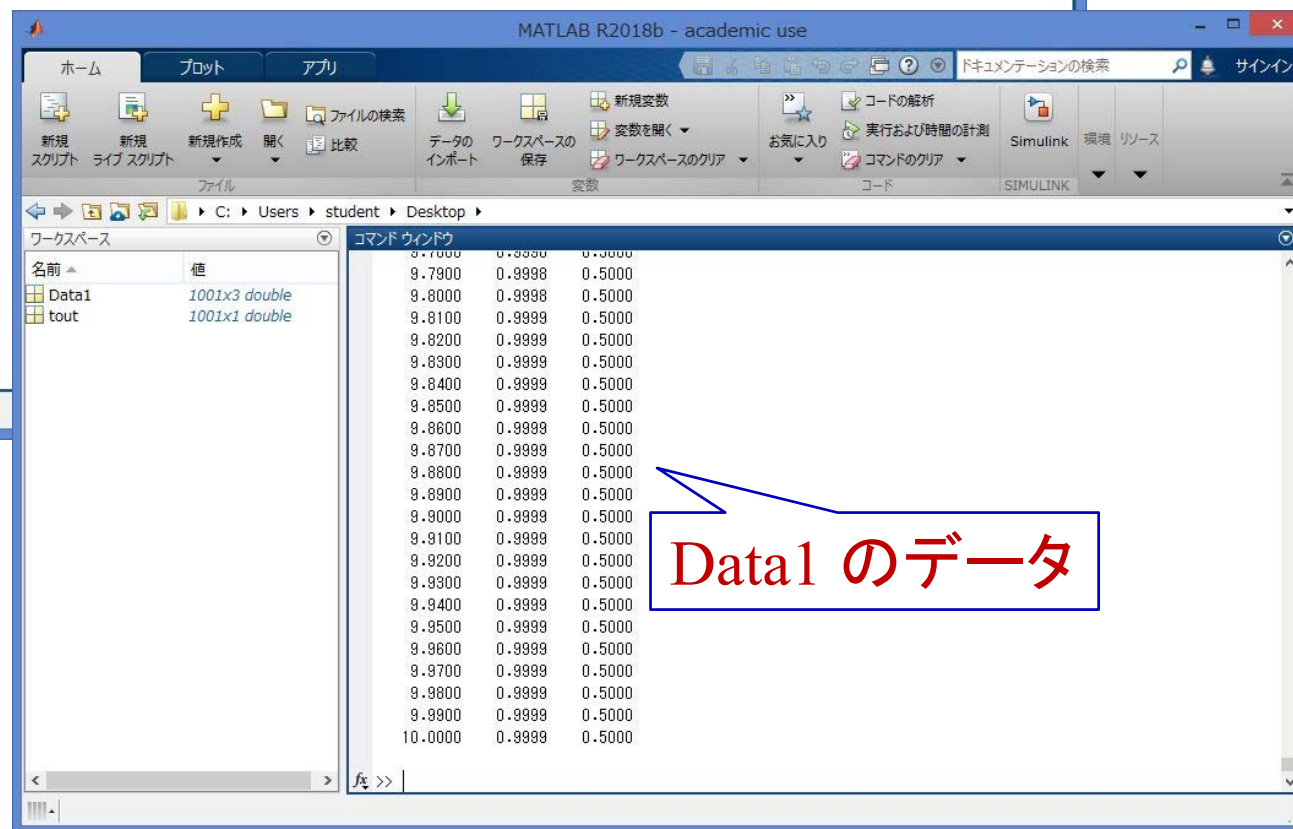 MATLAB R2018b - academic use
ホーム プロット アプリ ドキュメンテーションの検索 サインイン
新規 スクリプト
新規 ライブ スクリプト
新規作成
開く
ファイルの検索
比較
データの インポート
ワークスペースの 保存
新規変数
変数を開く
ワークスペースのクリア
お気に入り
コードの解析
実行および時間の計測
コマンドのクリア
Simulink
環境
リソース
ファイル 変数 コード SIMULINK
C: Users student Desktop
ワークスペース
名前 値
Data1 1001x3 double
tout 1001x1 double
コマンド ウィンドウ
9.7900 0.9998 0.5000
9.8000 0.9998 0.5000
9.8100 0.9999 0.5000
9.8200 0.9999 0.5000
9.8300 0.9999 0.5000
9.8400 0.9999 0.5000
9.8500 0.9999 0.5000
9.8600 0.9999 0.5000
9.8700 0.9999 0.5000
9.8800 0.9999 0.5000
9.8900 0.9999 0.5000
9.9000 0.9999 0.5000
9.9100 0.9999 0.5000
9.9200 0.9999 0.5000
9.9300 0.9999 0.5000
9.9400 0.9999 0.5000
9.9500 0.9999 0.5000
9.9600 0.9999 0.5000
9.9700 0.9999 0.5000
9.9800 0.9999 0.5000
9.9900 0.9999 0.5000
10.0000 0.9999 0.5000
fx >>
Data1 のデータ